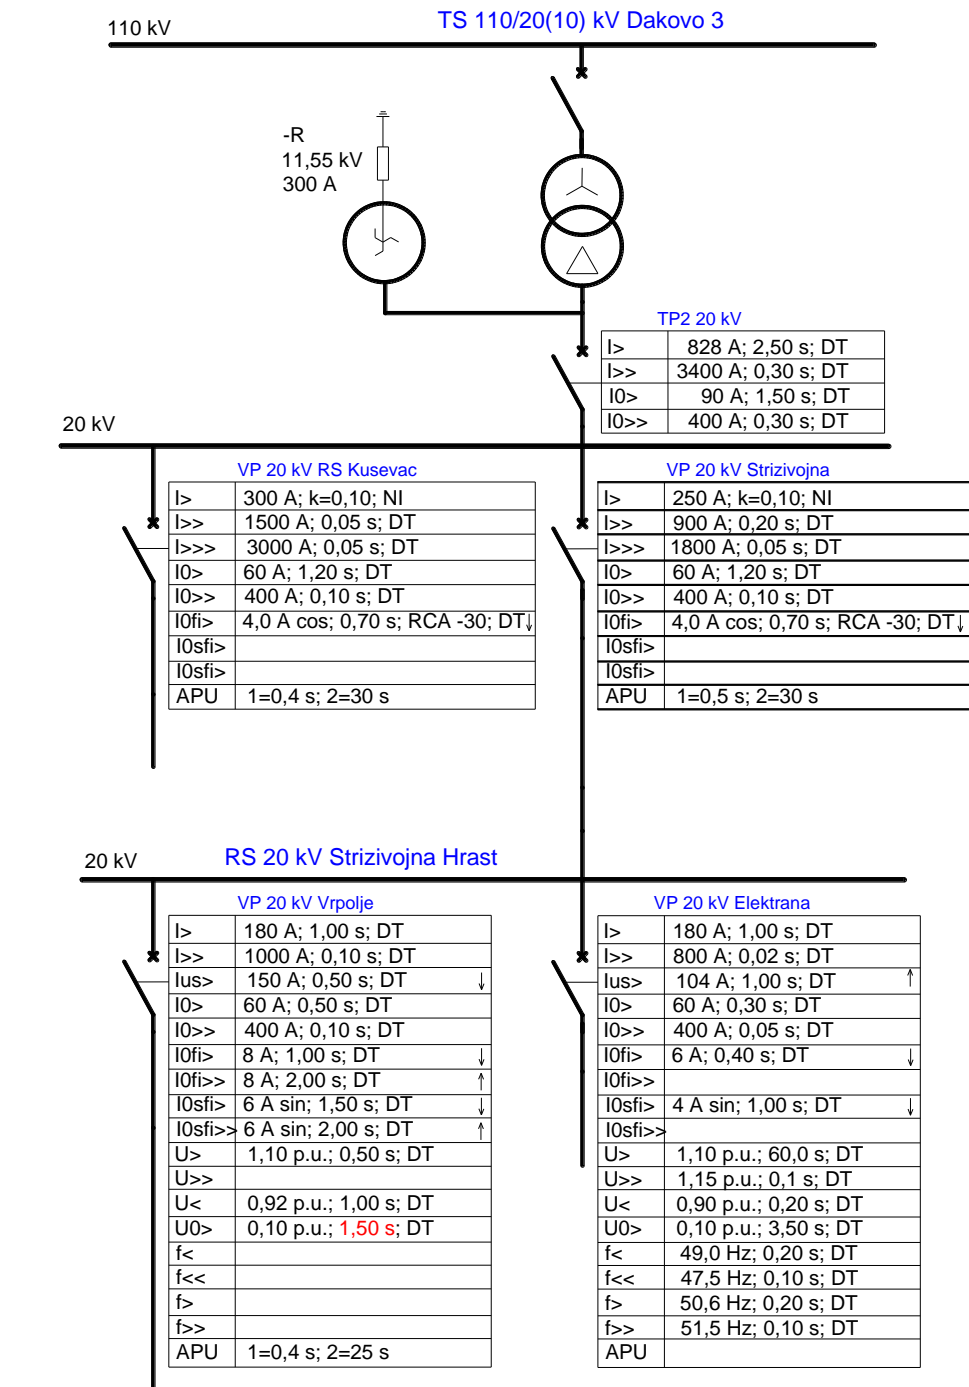 TS 110/20(10) kV Dakovo 3
110 kV
-R
11,55 kV
300 A
TP2 20 kV
I> 828 A; 2,50 s; DT
I>> 3400 A; 0,30 s; DT
I0> 90 A; 1,50 s; DT
I0>> 400 A; 0,30 s; DT
20 kV
VP 20 kV RS Kusevac
I> 300 A; k=0,10; NI
I>> 1500 A; 0,05 s; DT
I>>> 3000 A; 0,05 s; DT
I0> 60 A; 1,20 s; DT
I0>> 400 A; 0,10 s; DT
I0fi> 4,0 A cos; 0,70 s; RCA -30; DT↓
I0sfi>
I0sfi>
APU 1=0,4 s; 2=30 s
VP 20 kV Strizivojna
I> 250 A; k=0,10; NI
I>> 900 A; 0,20 s; DT
I>>> 1800 A; 0,05 s; DT
I0> 60 A; 1,20 s; DT
I0>> 400 A; 0,10 s; DT
I0fi> 4,0 A cos; 0,70 s; RCA -30; DT↓
I0sfi>
I0sfi>
APU 1=0,5 s; 2=30 s
20 kV
RS 20 kV Strizivojna Hrast
VP 20 kV Vrpolje
I> 180 A; 1,00 s; DT
I>> 1000 A; 0,10 s; DT
Ius> 150 A; 0,50 s; DT ↓
I0> 60 A; 0,50 s; DT
I0>> 400 A; 0,10 s; DT
I0fi> 8 A; 1,00 s; DT ↓
I0fi>> 8 A; 2,00 s; DT ↑
I0sfi> 6 A sin; 1,50 s; DT ↓
I0sfi>> 6 A sin; 2,00 s; DT ↑
U> 1,10 p.u.; 0,50 s; DT
U>>
U< 0,92 p.u.; 1,00 s; DT
U0> 0,10 p.u.; 1,50 s; DT
f<
f<<
f>
f>>
APU 1=0,4 s; 2=25 s
VP 20 kV Elektrana
I> 180 A; 1,00 s; DT
I>> 800 A; 0,02 s; DT
Ius> 104 A; 1,00 s; DT ↑
I0> 60 A; 0,30 s; DT
I0>> 400 A; 0,05 s; DT
I0fi> 6 A; 0,40 s; DT ↓
I0fi>>
I0sfi> 4 A sin; 1,00 s; DT ↓
I0sfi>>
U> 1,10 p.u.; 60,0 s; DT
U>> 1,15 p.u.; 0,1 s; DT
U< 0,90 p.u.; 0,20 s; DT
U0> 0,10 p.u.; 3,50 s; DT
f< 49,0 Hz; 0,20 s; DT
f<< 47,5 Hz; 0,10 s; DT
f> 50,6 Hz; 0,20 s; DT
f>> 51,5 Hz; 0,10 s; DT
APU